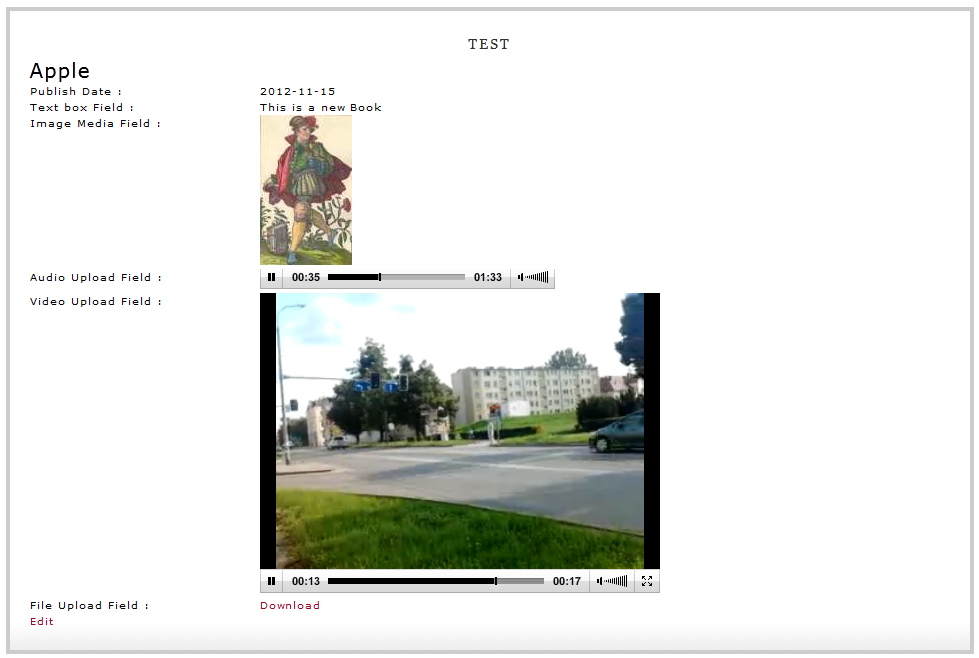 TEST
Apple
Publish Date : 2012-11-15
Text box Field : This is a new Book
Image Media Field :
Audio Upload Field : 00:35 01:33
Video Upload Field :
00:13 00:17
File Upload Field : Download
Edit